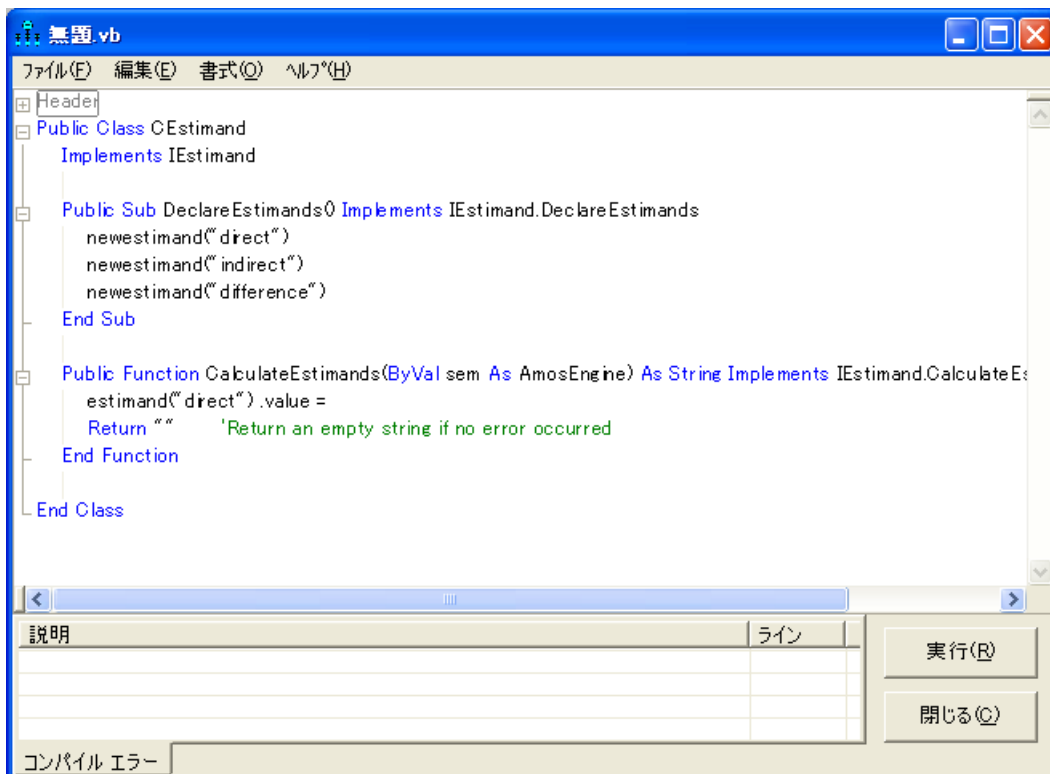 無題.vb
ファイル(F) 編集(E) 書式(O) ヘルプ(H)
Header
Public Class CEstimand
Implements IEstimand
Public Sub DeclareEstimands() Implements IEstimand.DeclareEstimands
newestimand("direct")
newestimand("indirect")
newestimand("difference")
End Sub
Public Function CalculateEstimands(ByVal sem As AmosEngine) As String Implements IEstimand.CalculateEs
estimand("direct").value =
Return "" 'Return an empty string if no error occurred
End Function
End Class
説明 ライン
実行(R)
閉じる(C)
コンパイル エラー